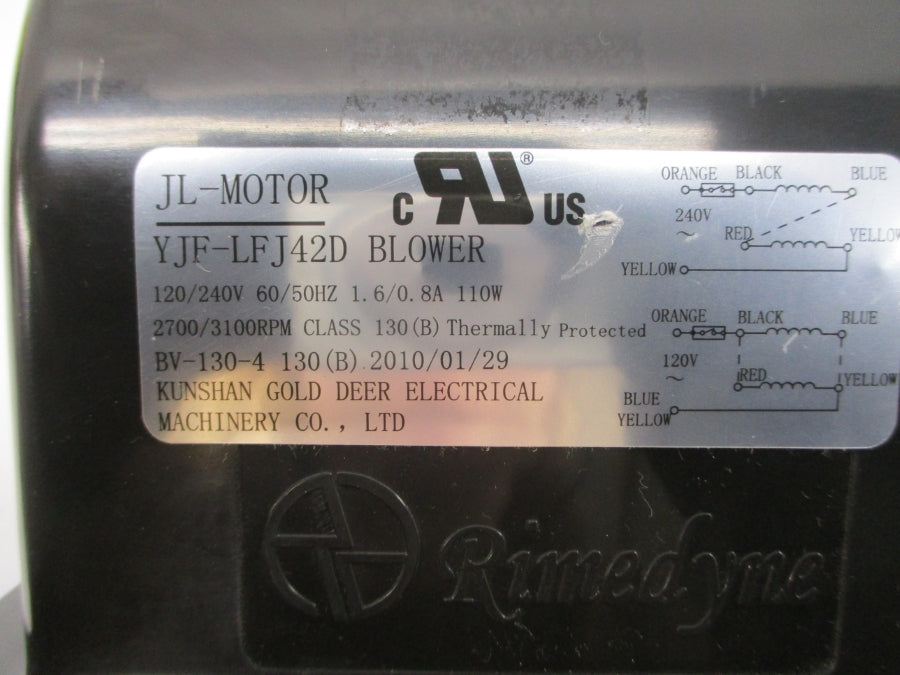 JL-MOTOR
c RU ® US
YJF-LFJ42D BLOWER
120/240V 60/50HZ 1.6/0.8A 110W
2700/3100RPM CLASS 130(B) Thermally Protected
BV-130-4 130(B) 2010/01/29
KUNSHAN GOLD DEER ELECTRICAL
MACHINERY CO., LTD
ORANGE BLACK BLUE
240V
~
RED YELLOW
YELLOW
ORANGE BLACK BLUE
120V
~
RED YELLOW
BLUE
YELLOW
Rimedyne